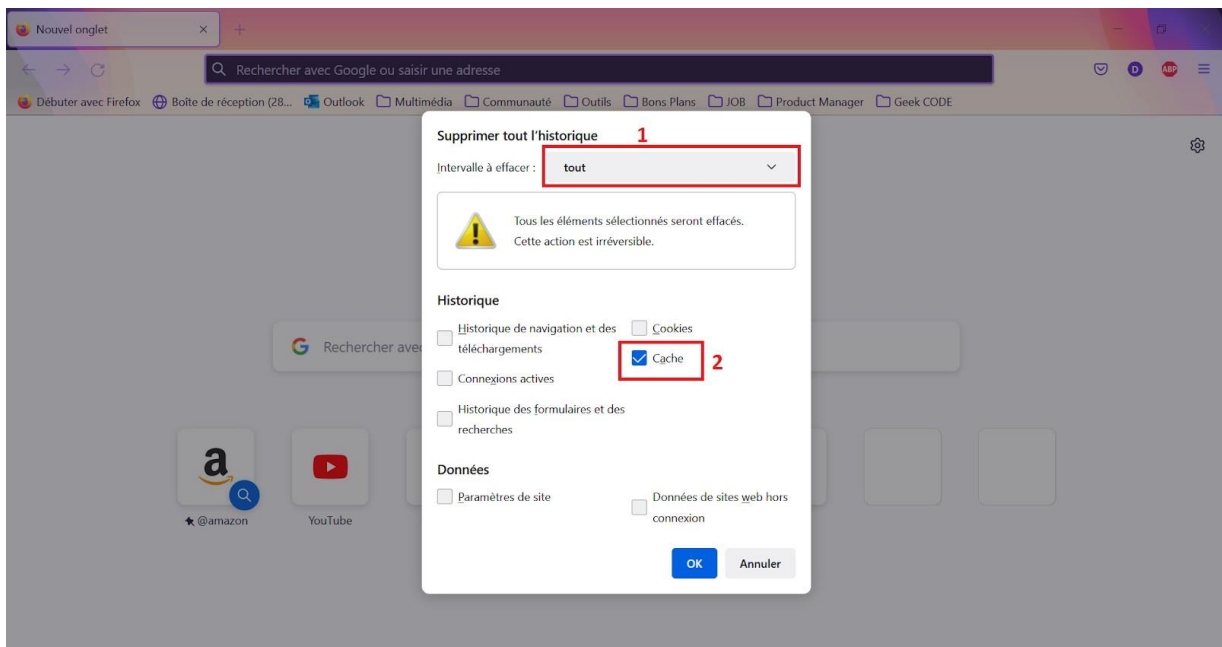 Nouvel onglet
Rechercher avec Google ou saisir une adresse
D
ABP
Débuter avec Firefox Boîte de réception (28... Outlook Multimédia Communauté Outils Bons Plans JOB Product Manager Geek CODE
Supprimer tout l'historique 1
Intervalle à effacer : tout
Tous les éléments sélectionnés seront effacés.
Cette action est irréversible.
Historique
Historique de navigation et des
téléchargements
Cookies
Cache 2
Connexions actives
Historique des formulaires et des
recherches
Rechercher avec
Données
Paramètres de site
Données de sites web hors
connexion
OK Annuler
a
@amazon YouTube